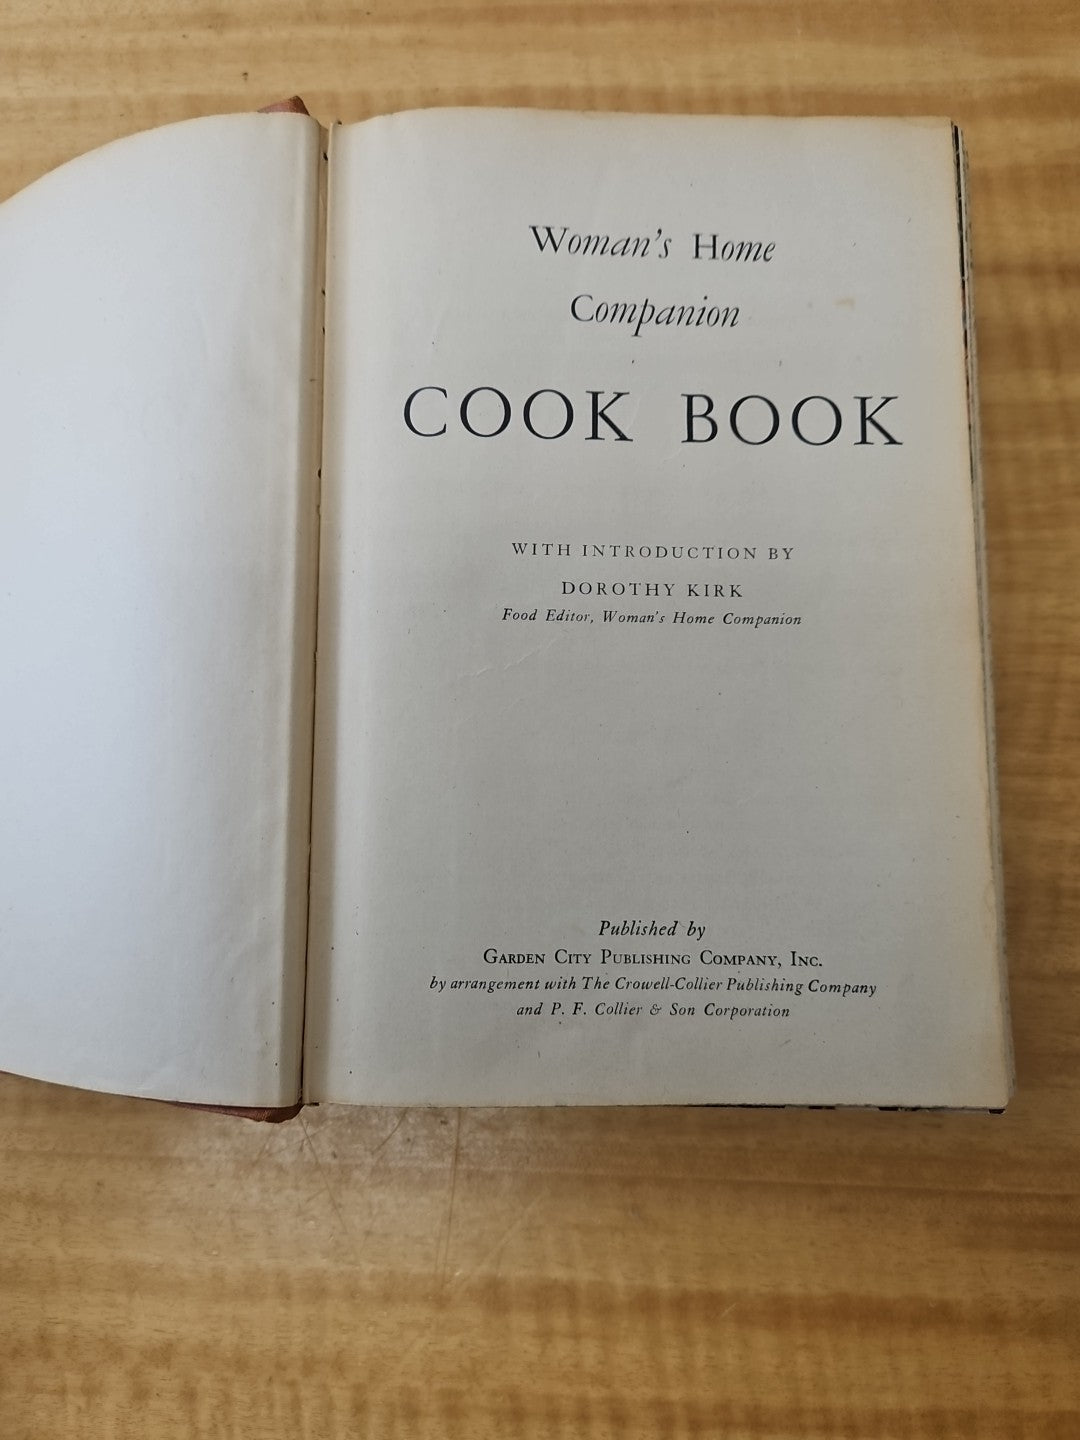 Woman's Home
Companion
COOK BOOK
WITH INTRODUCTION BY
DOROTHY KIRK
Food Editor, Woman's Home Companion
Published by
Garden City Publishing Company, Inc.
by arrangement with The Crowell-Collier Publishing Company
and P. F. Collier & Son Corporation